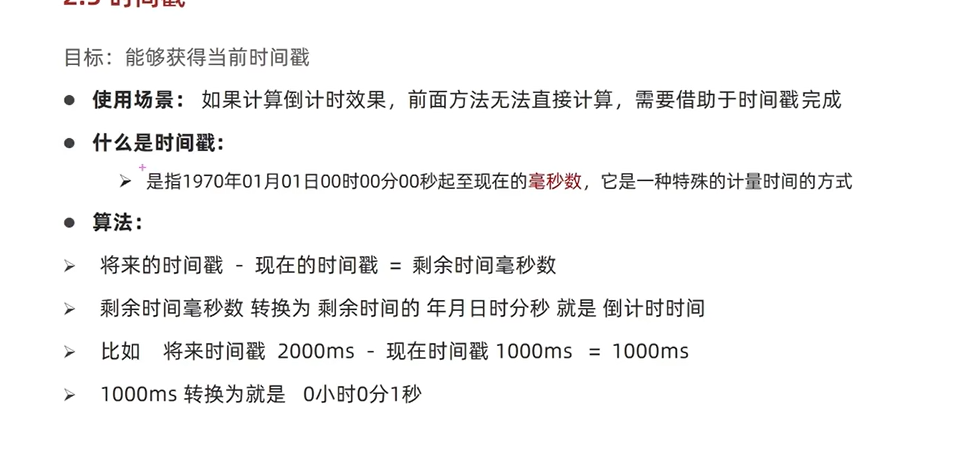 2.3 时间戳
目标：能够获得当前时间戳
● 使用场景： 如果计算倒计时效果，前面方法无法直接计算，需要借助于时间戳完成
● 什么是时间戳：
➢ 是指1970年01月01日00时00分00秒起至现在的毫秒数，它是一种特殊的计量时间的方式
● 算法：
➢ 将来的时间戳 - 现在的时间戳 = 剩余时间毫秒数
➢ 剩余时间毫秒数 转换为 剩余时间的 年月日时分秒 就是 倒计时时间
➢ 比如 将来时间戳 2000ms - 现在时间戳 1000ms = 1000ms
➢ 1000ms 转换为就是 0小时0分1秒